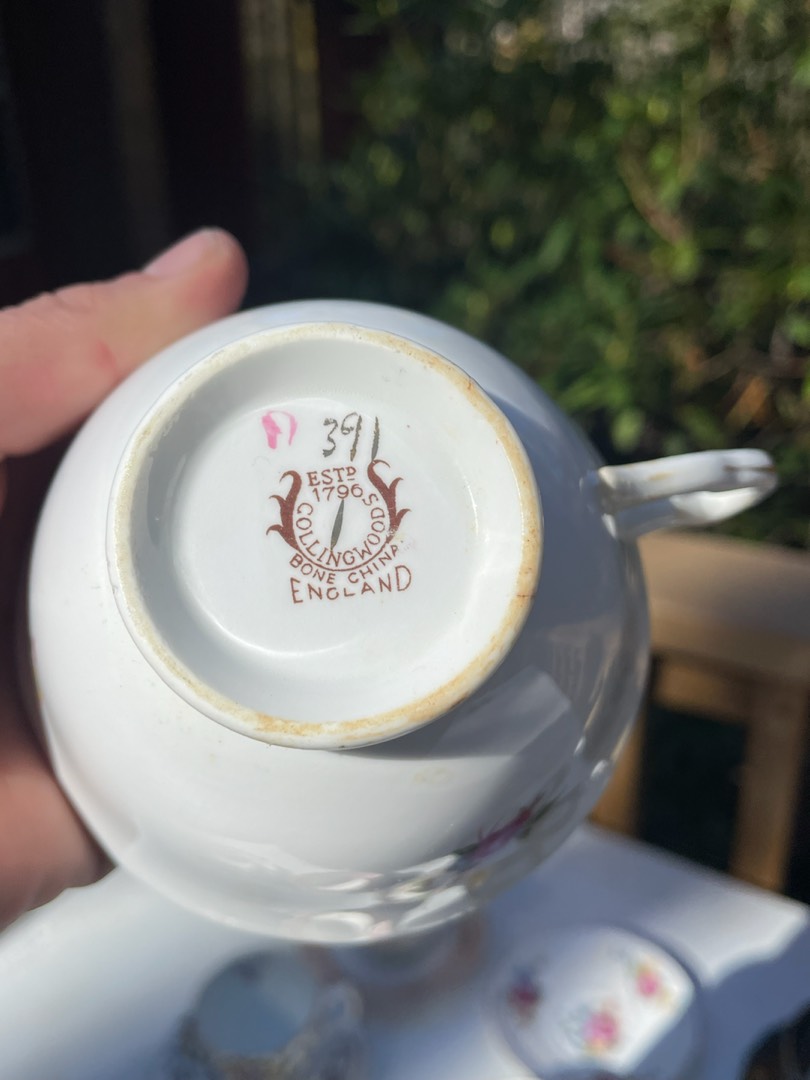 391
ESTD
1796
COLLINGWOODS
BONE CHINA
ENGLAND